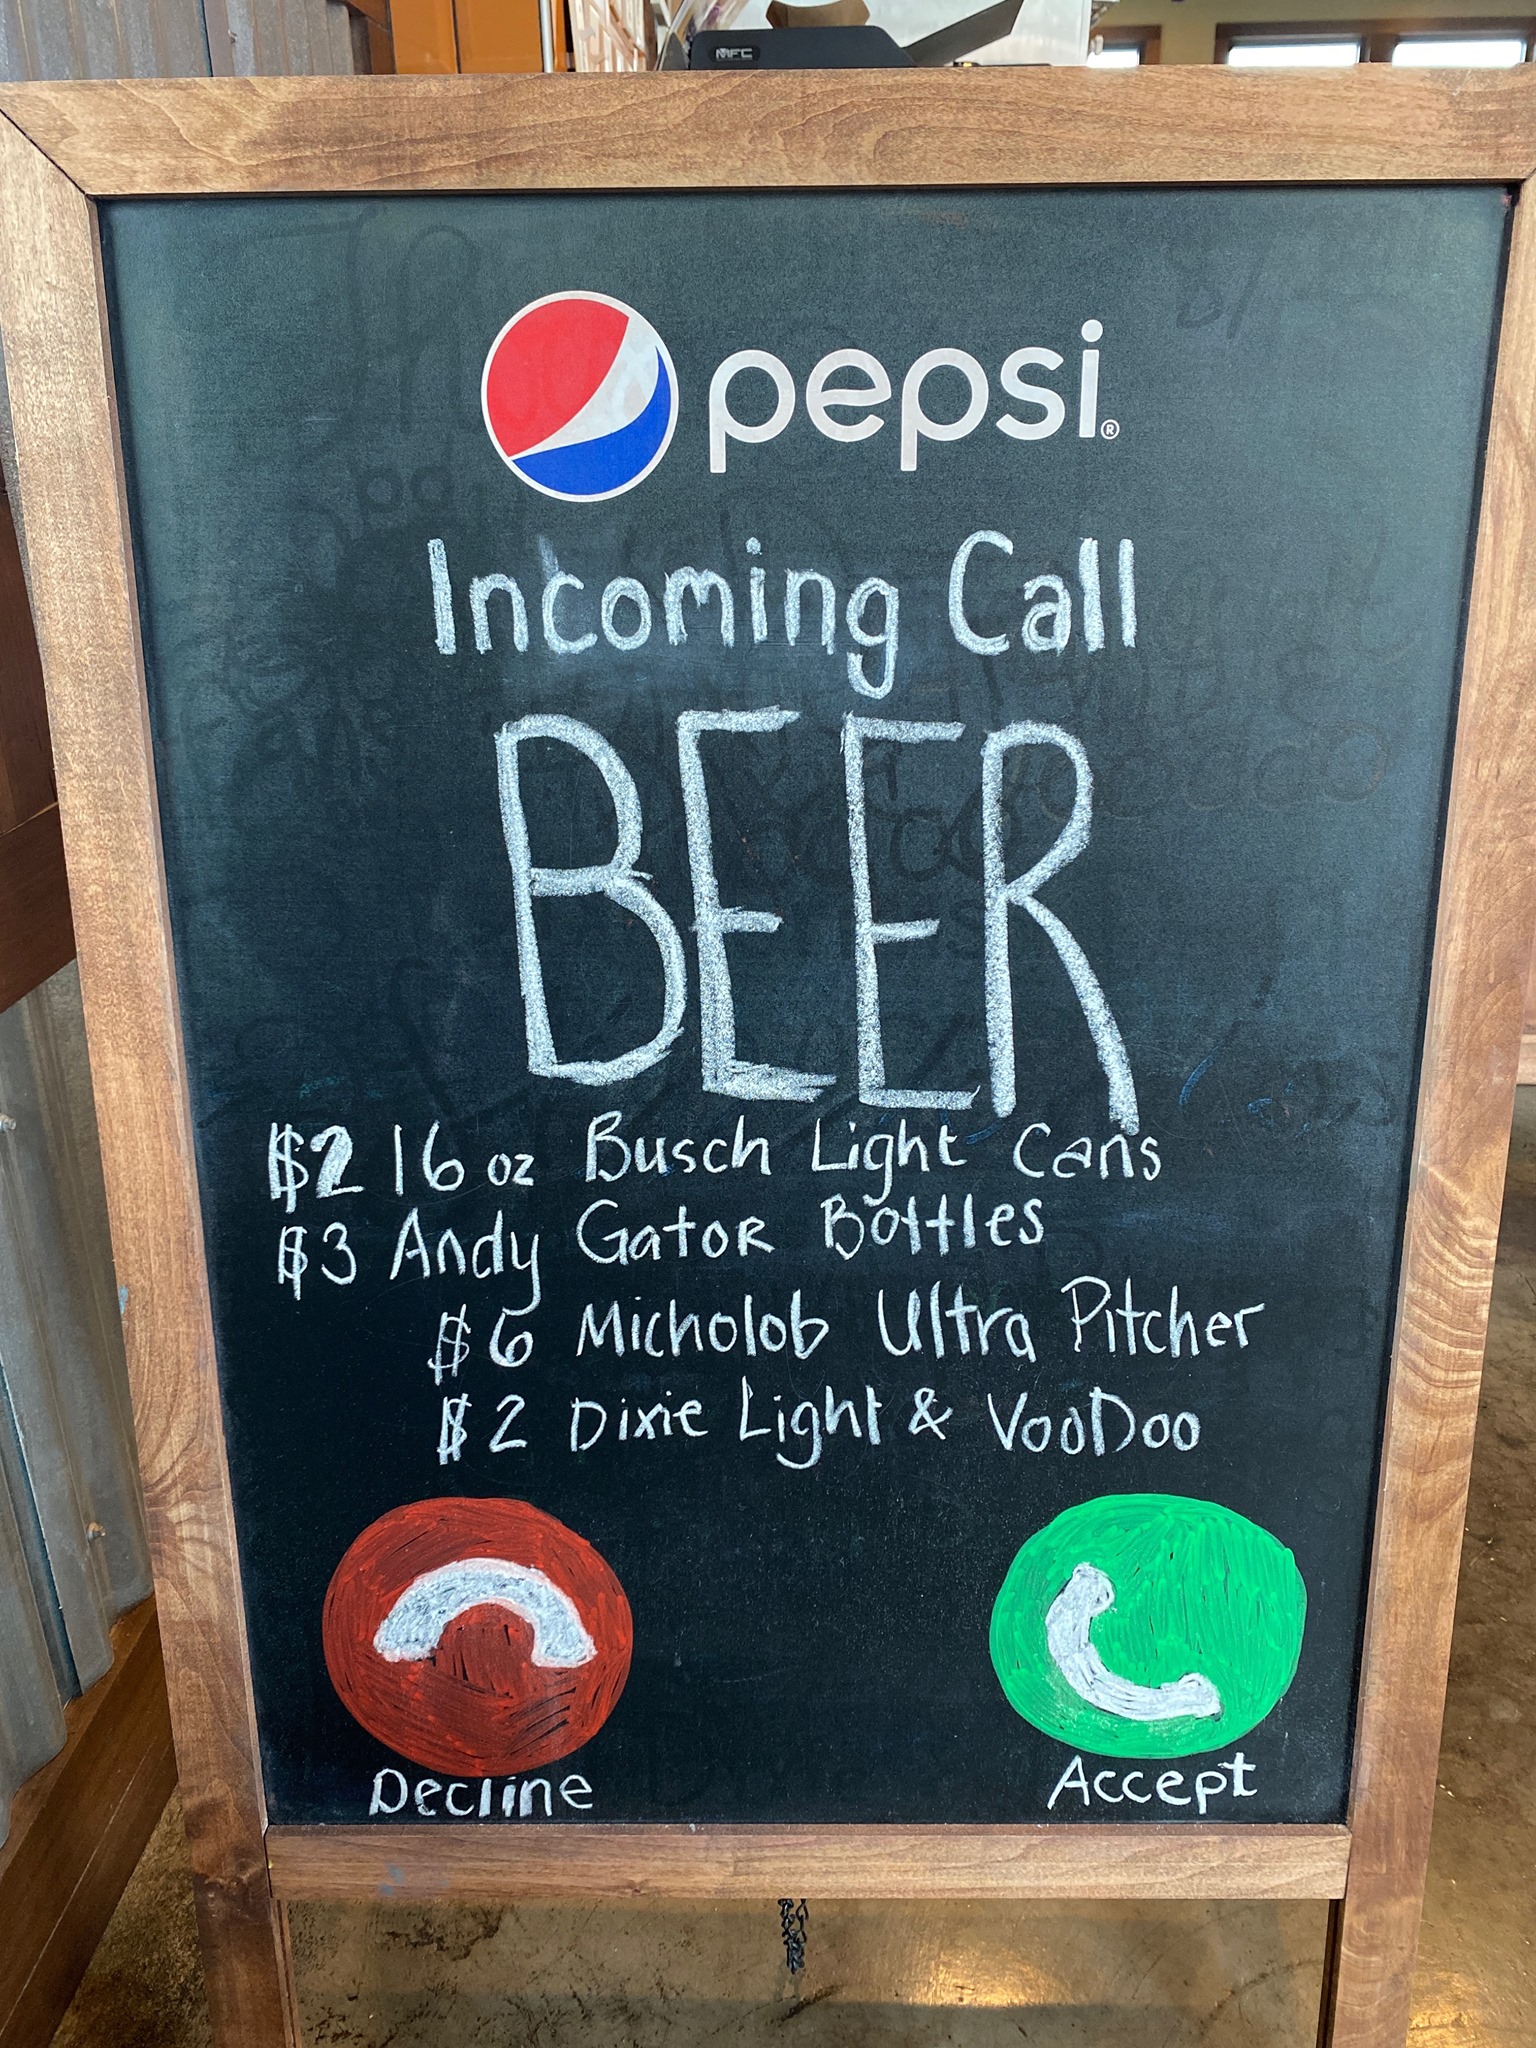 MFC
pepsi®
Incoming Call
BEER
$2 16 oz Busch Light Cans
$3 Andy Gator Bottles
$6 Micholob Ultra Pitcher
$2 Dixie Light & VooDoo
Decline
Accept